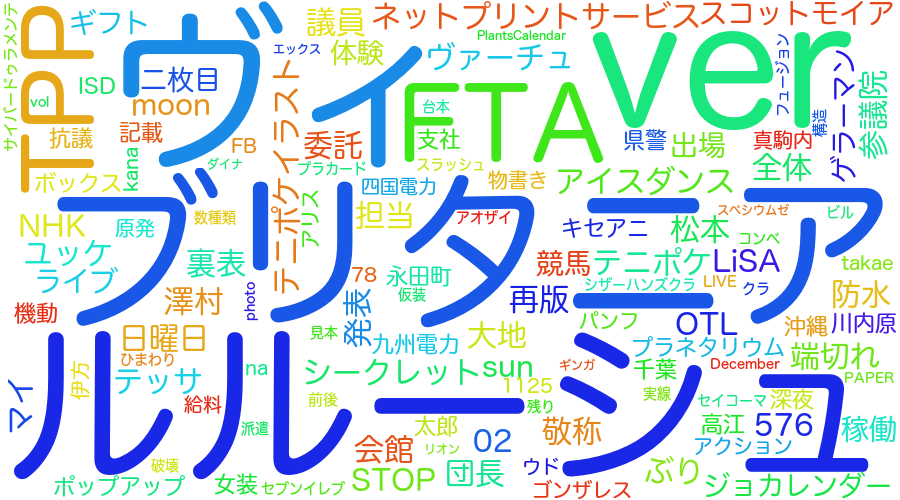 サイバードゥラメンテ
TPP
ギフト
ISD
vol
moon
抗議
記載
kana
ボックス
二枚目
ヴィ
FB
ダイナ
エックス
議員
体験
ネットプリントサービス
スコットモイア
PlantsCalendar
ヴァーチュ
FTA
ver
台本
支社
委託
プラカード
スラッシュ
県警
出場
フュージョン
構造
真駒内
全体
ゲラーマン
参議院
NHK
原発
数種類
ブリタニア
テニポケイラスト
アリス
四国電力
物書き
アイスダンス
担当
アオザイ
キセアニ
松本
スペシウムゼ
ビル
コンベ
ユッケ
ライブ
裏表
78
永田町
仮装
競馬
テニポケ
LiSA
takae
シザーハンズクラ
LIVE
クラ
防水
機動
澤村
photo
発表
見本
再版
OTL
沖縄
川内原
パンフ
日曜日
ひまわり
九州電力
大地
プラネタリウム
端切れ
マイ
伊方
テッサ
na
シークレット
sun
ギンガ
千葉
December
PAPER
ルルーシュ
給料
前後
1125
残り
実線
セイコーマ
深夜
派遣
太郎
02
敬称
高江
576
稼働
破壊
会館
リオン
ウド
アクション
ポップアップ
女装
セブンイレブ
STOP
団長
ゴンザレス
ぶり
ジョカレンダー